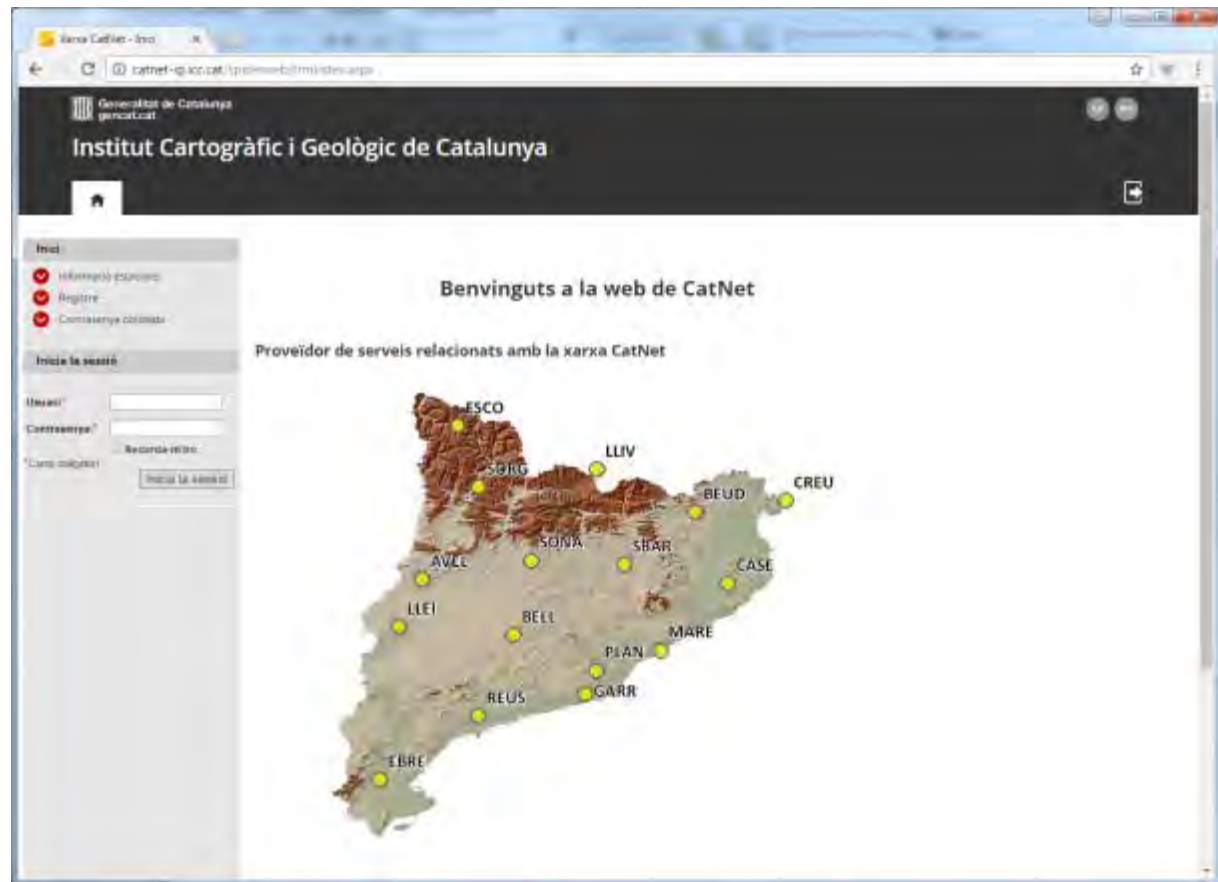 Xarxa CatNet - Inici
Generalitat de Catalunya
gencat.cat
Institut Cartogràfic i Geològic de Catalunya
Inici
Informació estacions
Registre
Contrasenya oblidada
Inicia la sessió
Usuari*
Contrasenya:*
*Camp obligatori
Inicia la sessió
Benvinguts a la web de CatNet
Proveïdor de serveis relacionats amb la xarxa CatNet
ESCO
LLIV
SORG
CREU
BEUD
SONA
SBAR
AVEL
CASE
LLEI
BELL
MARE
PLAN
GARR
REUS
EBRE